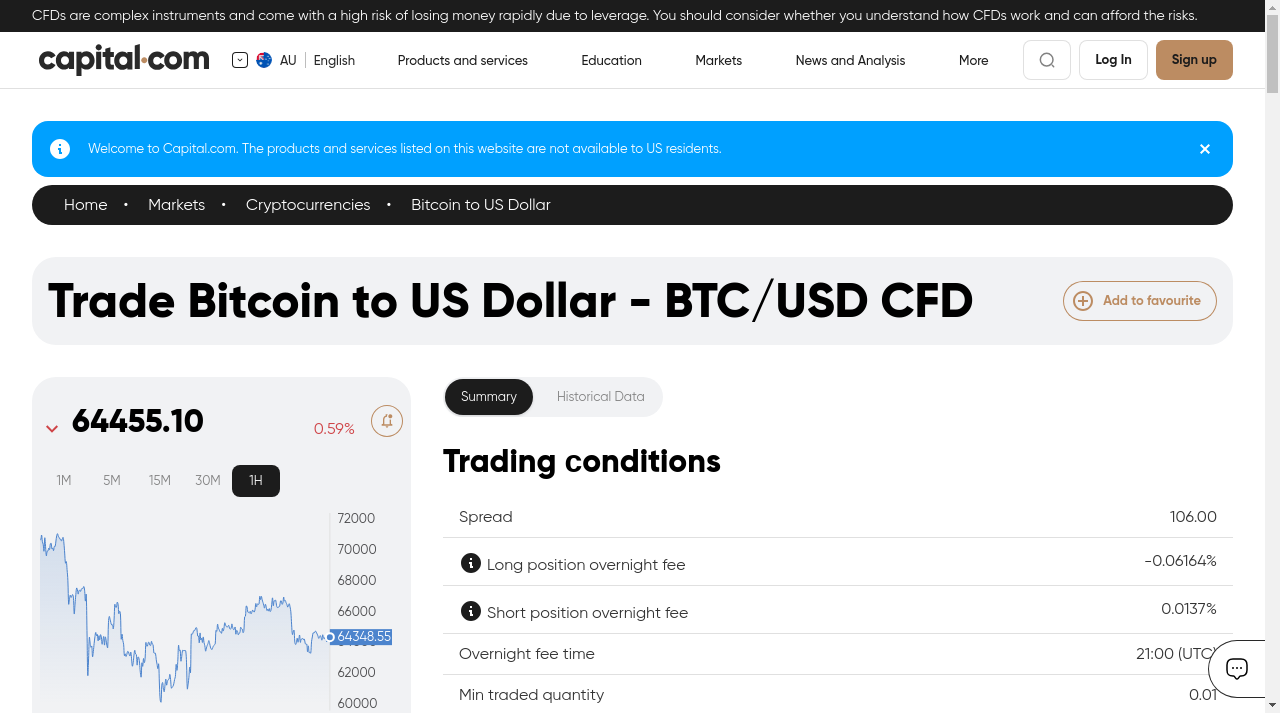 CFDs are complex instruments and come with a high risk of losing money rapidly due to leverage. You should consider whether you understand how CFDs work and can afford the risks.
capital.com
AU English
Products and services
Education
Markets
News and Analysis
More
Log In
Sign up
Welcome to Capital.com. The products and services listed on this website are not available to US residents.
Home • Markets • Cryptocurrencies • Bitcoin to US Dollar
Trade Bitcoin to US Dollar - BTC/USD CFD
Add to favourite
64455.10
0.59%
1M 5M 15M 30M 1H
72000
70000
68000
66000
64348.55
62000
60000
Summary
Historical Data
Trading conditions
Spread 106.00
Long position overnight fee -0.06164%
Short position overnight fee 0.0137%
Overnight fee time 21:00 (UTC)
Min traded quantity 0.01